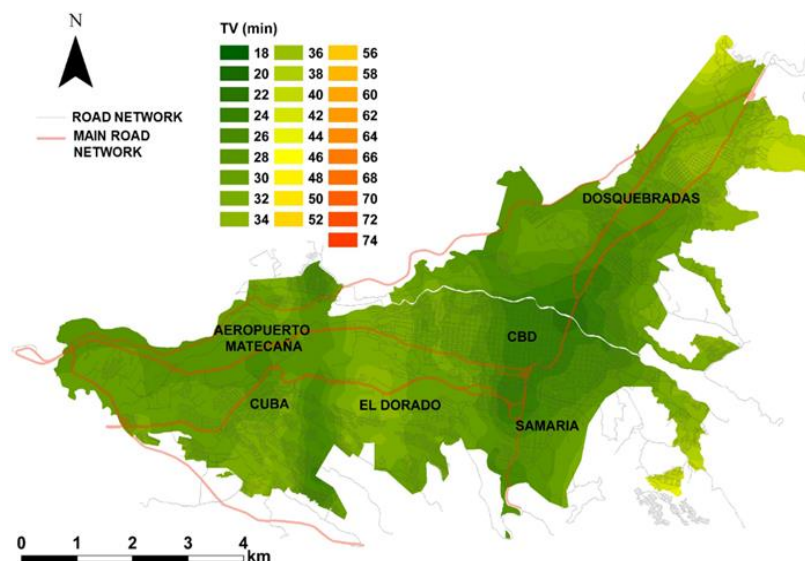 N
ROAD NETWORK
MAIN ROAD
NETWORK
TV (min)
18 36 56
20 38 58
22 40 60
24 42 62
26 44 64
28 46 66
30 48 68
32 50 70
34 52 72
74
DOSQUEBRADAS
AEROPUERTO
MATECAÑA
CBD
CUBA
EL DORADO
SAMARIA
0 1 2 3 4
km